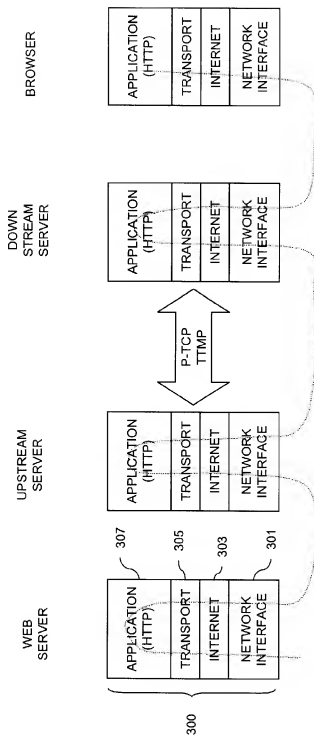 WEB
SERVER
UPSTREAM
SERVER
DOWN
STREAM
SERVER
BROWSER
300
APPLICATION
(HTTP)
TRANSPORT
INTERNET
NETWORK
INTERFACE
307
305
303
301
APPLICATION
(HTTP)
TRANSPORT
INTERNET
NETWORK
INTERFACE
P-TCP
TTMP
APPLICATION
(HTTP)
TRANSPORT
INTERNET
NETWORK
INTERFACE
APPLICATION
(HTTP)
TRANSPORT
INTERNET
NETWORK
INTERFACE